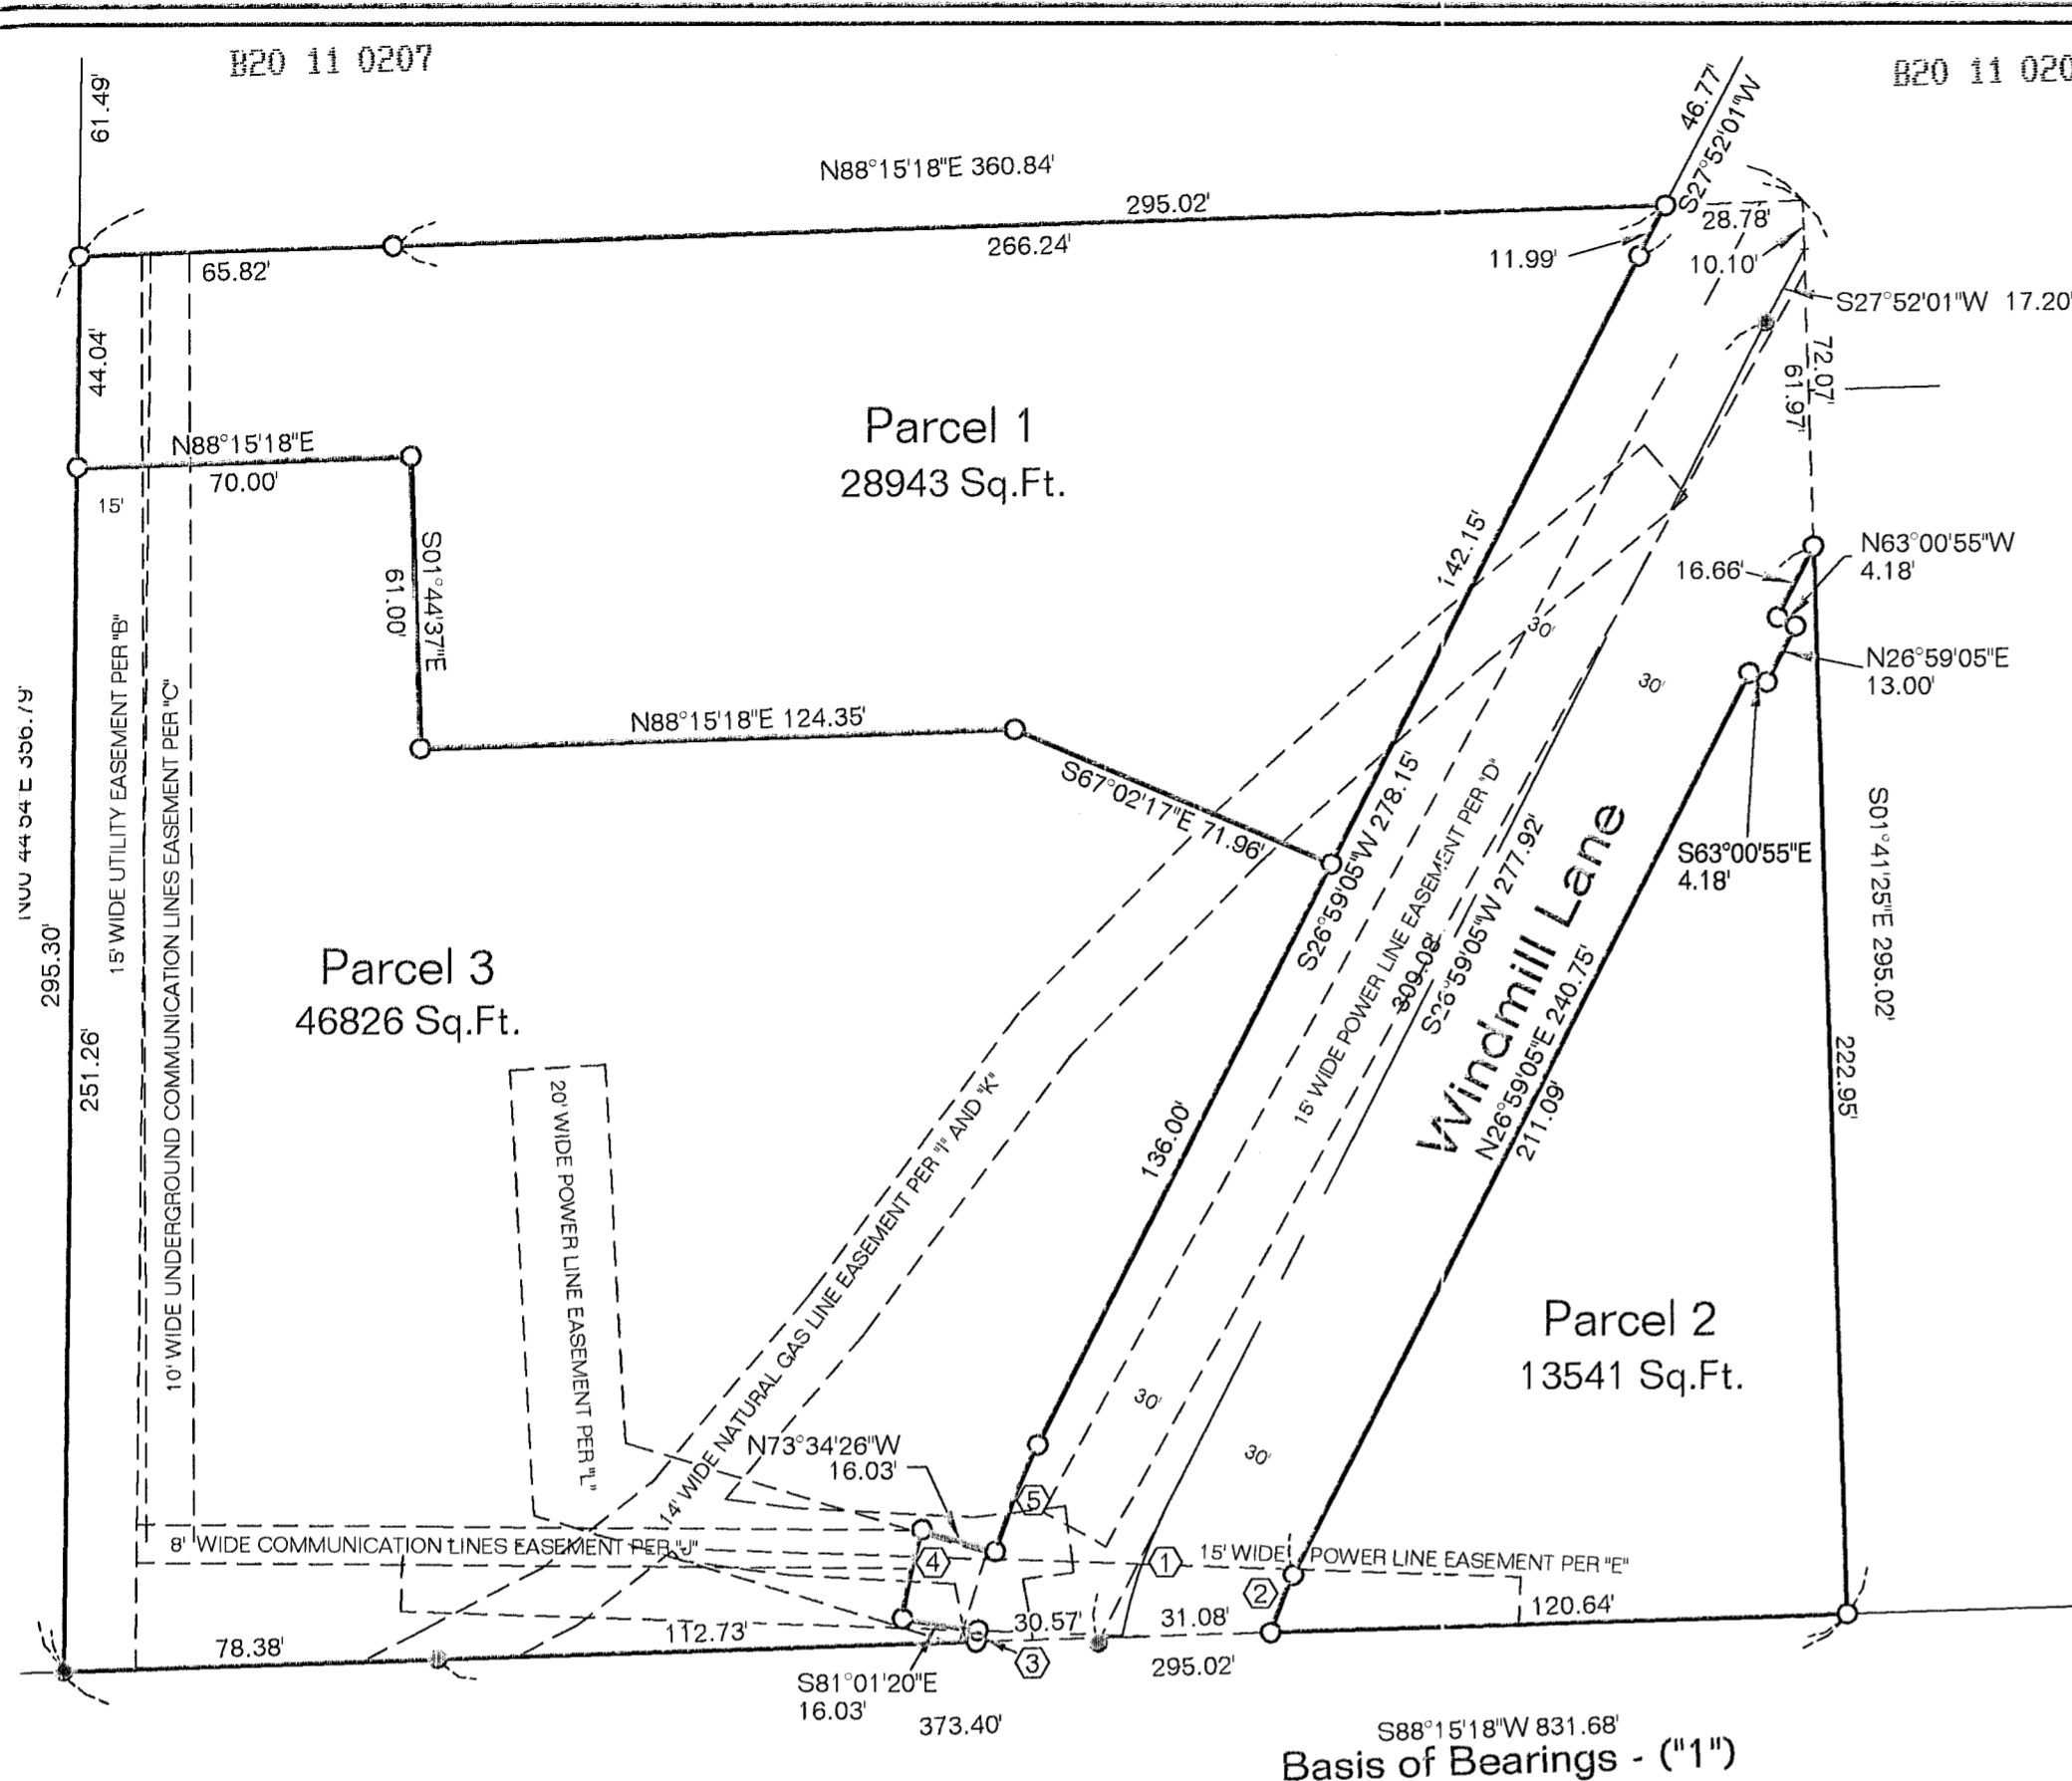 B20 11 0207
B20 11 020
61.49'
46.77'
S27°52'01"W
N88°15'18"E 360.84'
295.02'
28.78'
266.24'
11.99'
10.10'
65.82'
S27°52'01"W 17.20'
44.04'
72.07'
61.97'
Parcel 1
28943 Sq.Ft.
N88°15'18"E
70.00'
15'
142.15'
S01°44'37"E
61.00'
N63°00'55"W
4.18'
16.66'
30'
30'
N26°59'05"E
13.00'
N88°15'18"E 124.35'
S67°02'17"E 71.96'
S26°59'05"W 278.15'
S63°00'55"E
4.18'
15' WIDE UTILITY EASEMENT PER "B"
10' WIDE UNDERGROUND COMMUNICATION LINES EASEMENT PER "C"
295.30'
251.26'
Parcel 3
46826 Sq.Ft.
15' WIDE POWER LINE EASEMENT PER "D"
309.08'
S26°59'05"W 277.92'
Windmill Lane
N26°59'05"E 240.75'
211.09'
S01°41'25"E 295.02'
222.95'
136.00'
20' WIDE POWER LINE EASEMENT PER "L"
14' WIDE NATURAL GAS LINE EASEMENT PER "I" AND "K"
Parcel 2
13541 Sq.Ft.
30'
30'
N73°34'26"W
16.03'
5
8' WIDE COMMUNICATION LINES EASEMENT PER "J"
4
1
15' WIDE POWER LINE EASEMENT PER "E"
2
120.64'
78.38'
112.73'
30.57'
31.08'
3
295.02'
S81°01'20"E
16.03'
373.40'
S88°15'18"W 831.68'
Basis of Bearings - ("1")